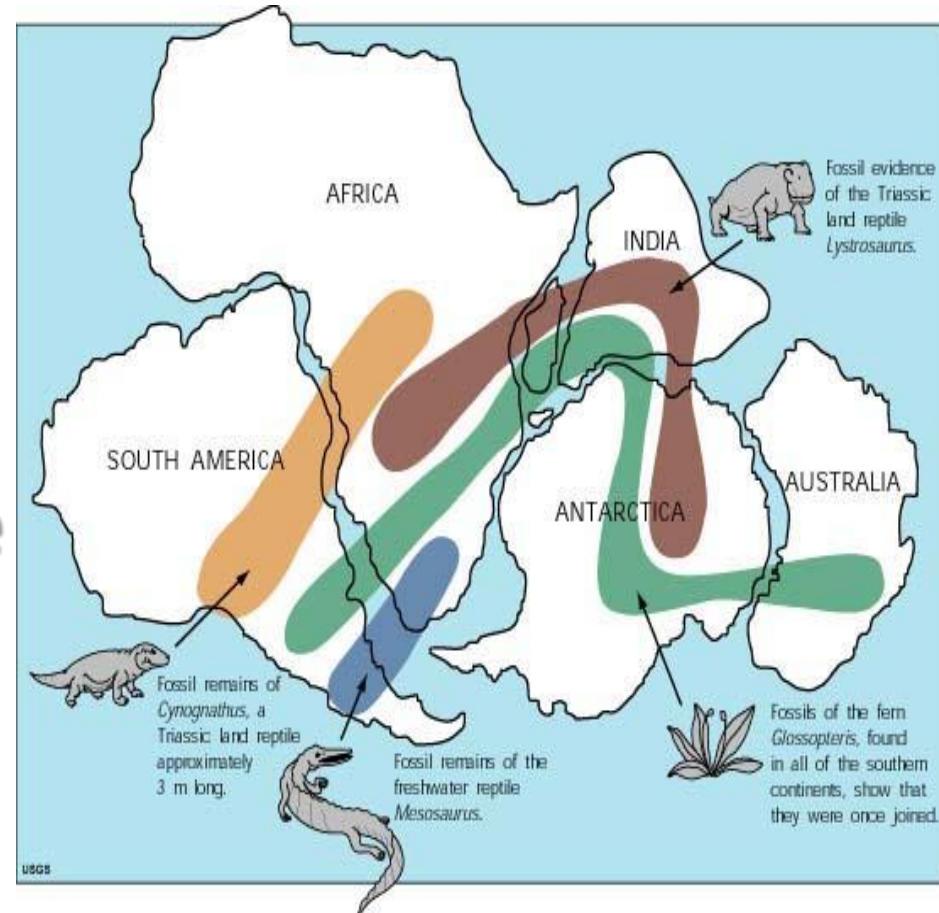 AFRICA
Fossil evidence
of the Triassic
land reptile
Lystrosaurus.
INDIA
SOUTH AMERICA
ANTARCTICA
AUSTRALIA
Fossil remains of
Cynognathus, a
Triassic land reptile
approximately
3 m long.
Fossil remains of the
freshwater reptile
Mesosaurus.
Fossils of the fern
Glossopteris, found
in all of the southern
continents, show that
they were once joined.
USGS